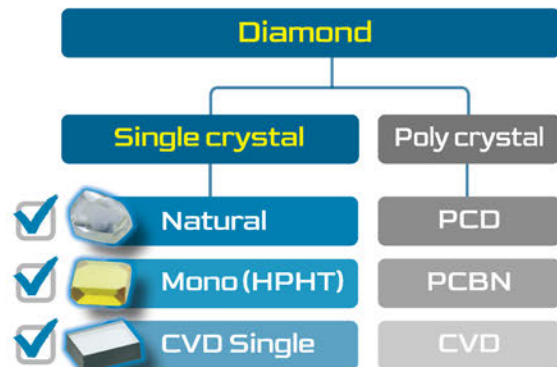 Diamond
Single crystal
Poly crystal
Natural
PCD
Mono (HPHT)
PCBN
CVD Single
CVD